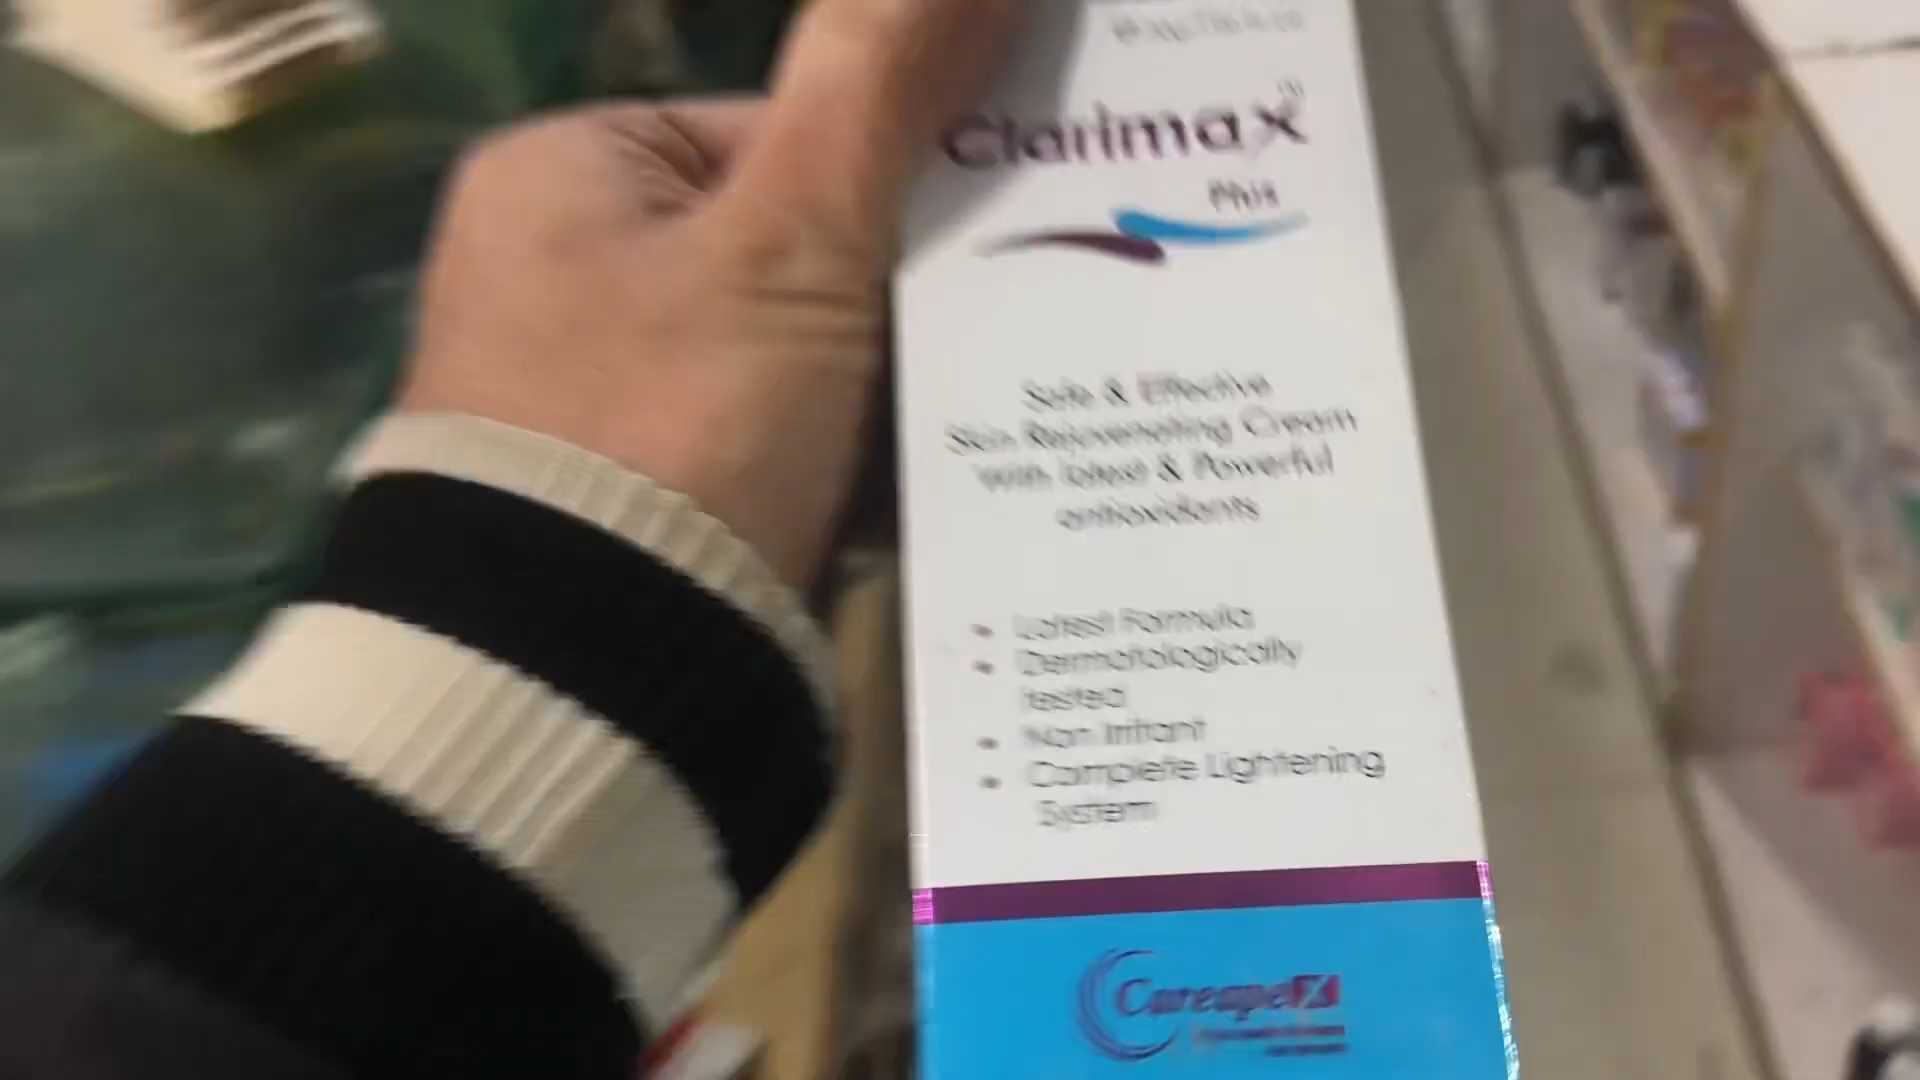 Clarimax
Plus
Safe & Effective
Skin Rejuvenating Cream
With latest & Powerful
antioxidants
• Latest Formula
• Dermatologically
tested
• Non Irritant
• Complete Lightening
System
Careapex